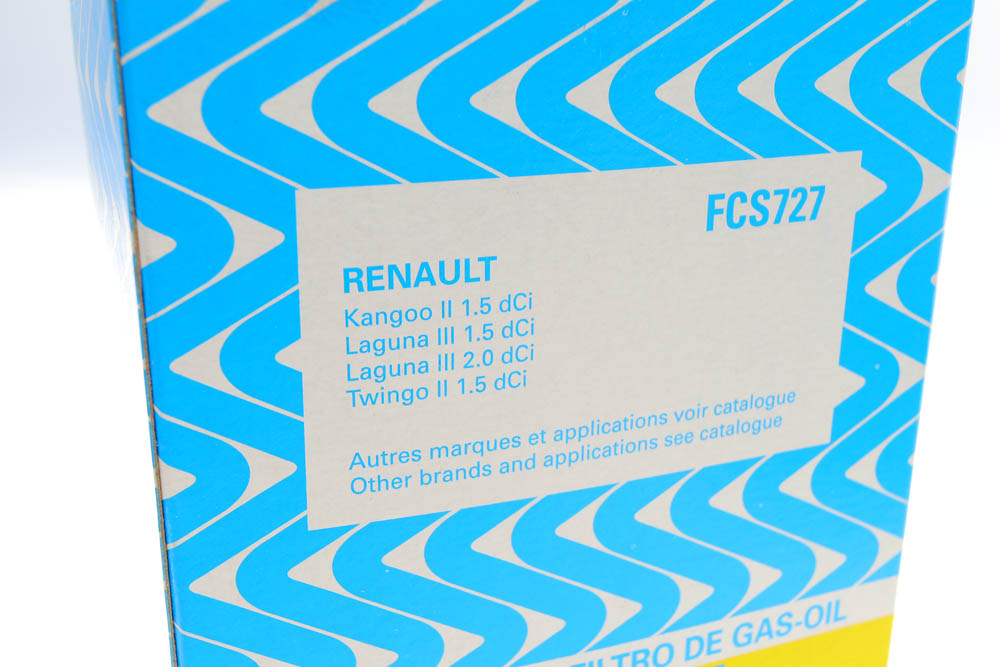 FCS727
RENAULT
Kangoo II 1.5 dCi
Laguna III 1.5 dCi
Laguna III 2.0 dCi
Twingo II 1.5 dCi
Autres marques et applications voir catalogue
Other brands and applications see catalogue
FILTRO DE GAS-OIL